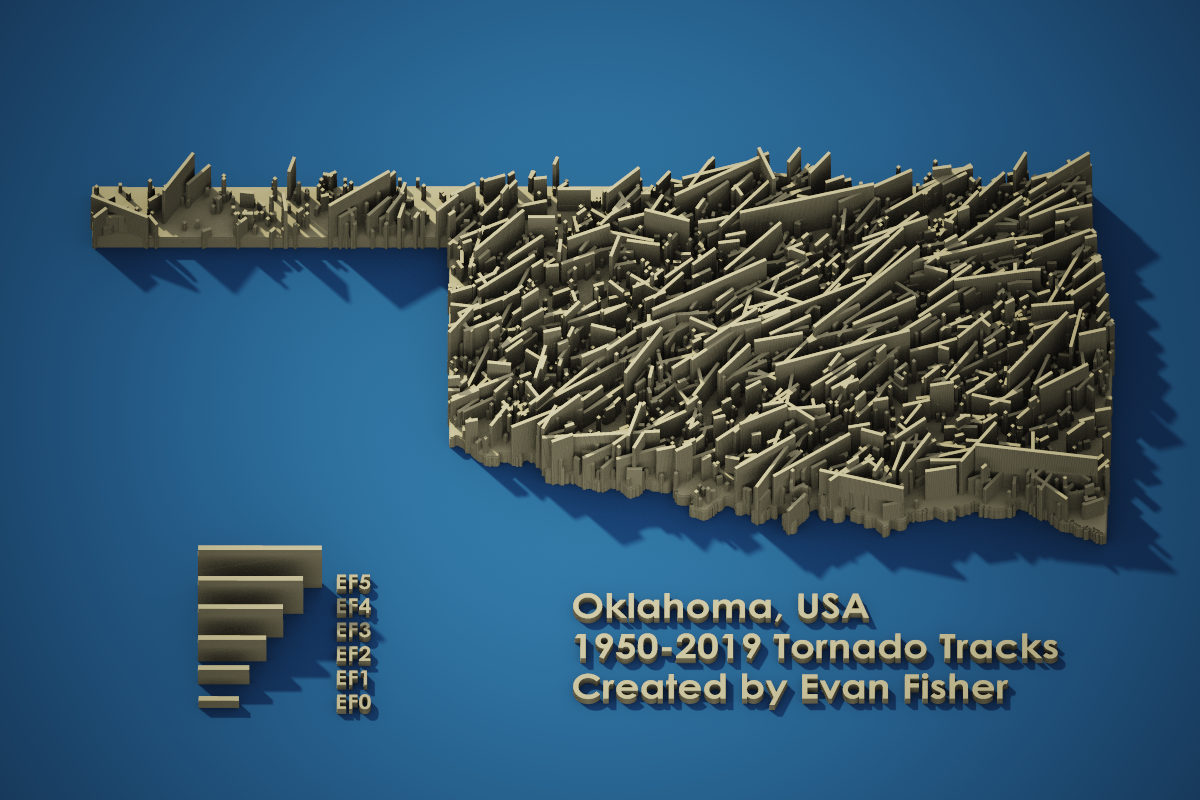 EF5
EF4
EF3
EF2
EF1
EF0
Oklahoma, USA
1950-2019 Tornado Tracks
Created by Evan Fisher